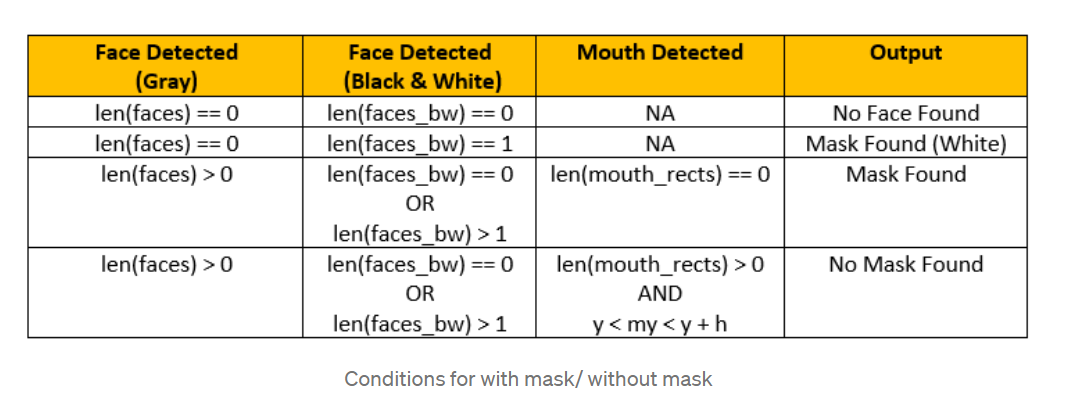 Face Detected (Gray)
Face Detected (Black & White)
Mouth Detected
Output
len(faces) == 0
len(faces_bw) == 0
NA
No Face Found
len(faces) == 0
len(faces_bw) == 1
NA
Mask Found (White)
len(faces) > 0
len(faces_bw) == 0
OR
len(faces_bw) > 1
len(mouth_rects) == 0
Mask Found
len(faces) > 0
len(faces_bw) == 0
OR
len(faces_bw) > 1
len(mouth_rects) > 0
AND
y < my < y + h
No Mask Found
Conditions for with mask/ without mask